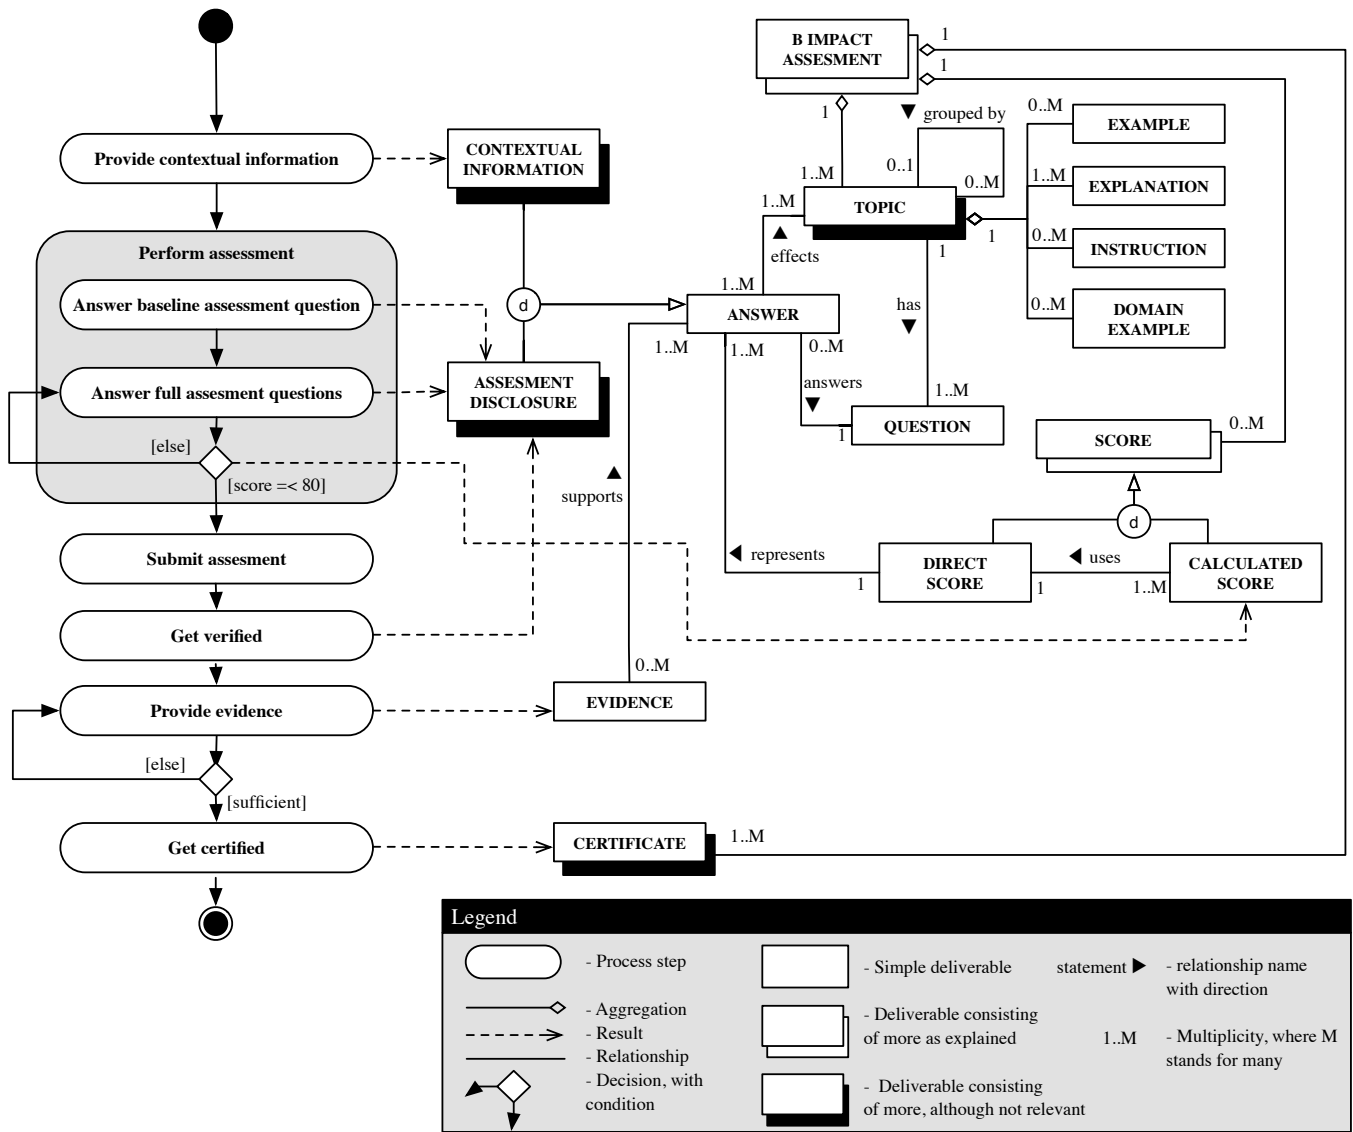 B IMPACT
ASSESMENT
1
1
1
grouped by
0..M
EXAMPLE
Provide contextual information
CONTEXTUAL
INFORMATION
1..M
0..1
0..M
1..M
EXPLANATION
1..M
TOPIC
1
1
0..M
INSTRUCTION
effects
Perform assessment
Answer baseline assessment question
d
1..M
ANSWER
has
0..M
DOMAIN
EXAMPLE
1..M
1..M
0..M
Answer full assesment questions
ASSESMENT
DISCLOSURE
answers
1..M
1
QUESTION
0..M
SCORE
[else]
[score =< 80]
supports
d
Submit assesment
represents
1
DIRECT
SCORE
uses
1
1..M
CALCULATED
SCORE
Get verified
0..M
Provide evidence
EVIDENCE
[else]
[sufficient]
Get certified
CERTIFICATE
1..M
Legend
- Process step
- Aggregation
- Result
- Relationship
- Decision, with
condition
- Simple deliverable
- Deliverable consisting
of more as explained
- Deliverable consisting
of more, although not relevant
statement
- relationship name
with direction
1..M
- Multiplicity, where M
stands for many